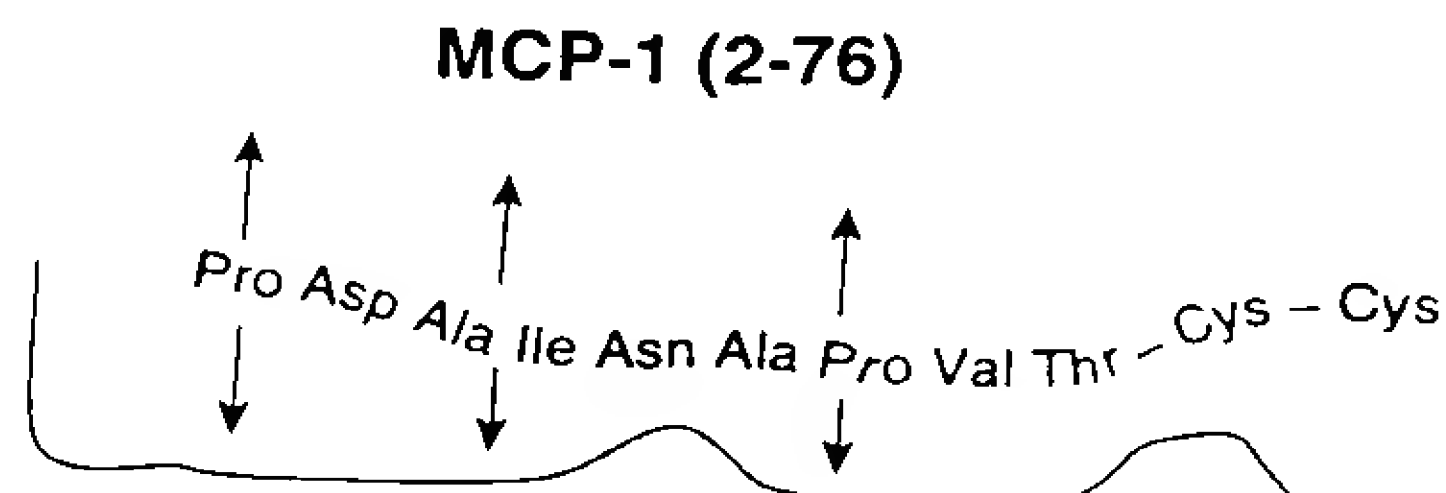 MCP-1 (2-76)
Pro Asp Ala Ile Asn Ala Pro Val Thr – Cys – Cys